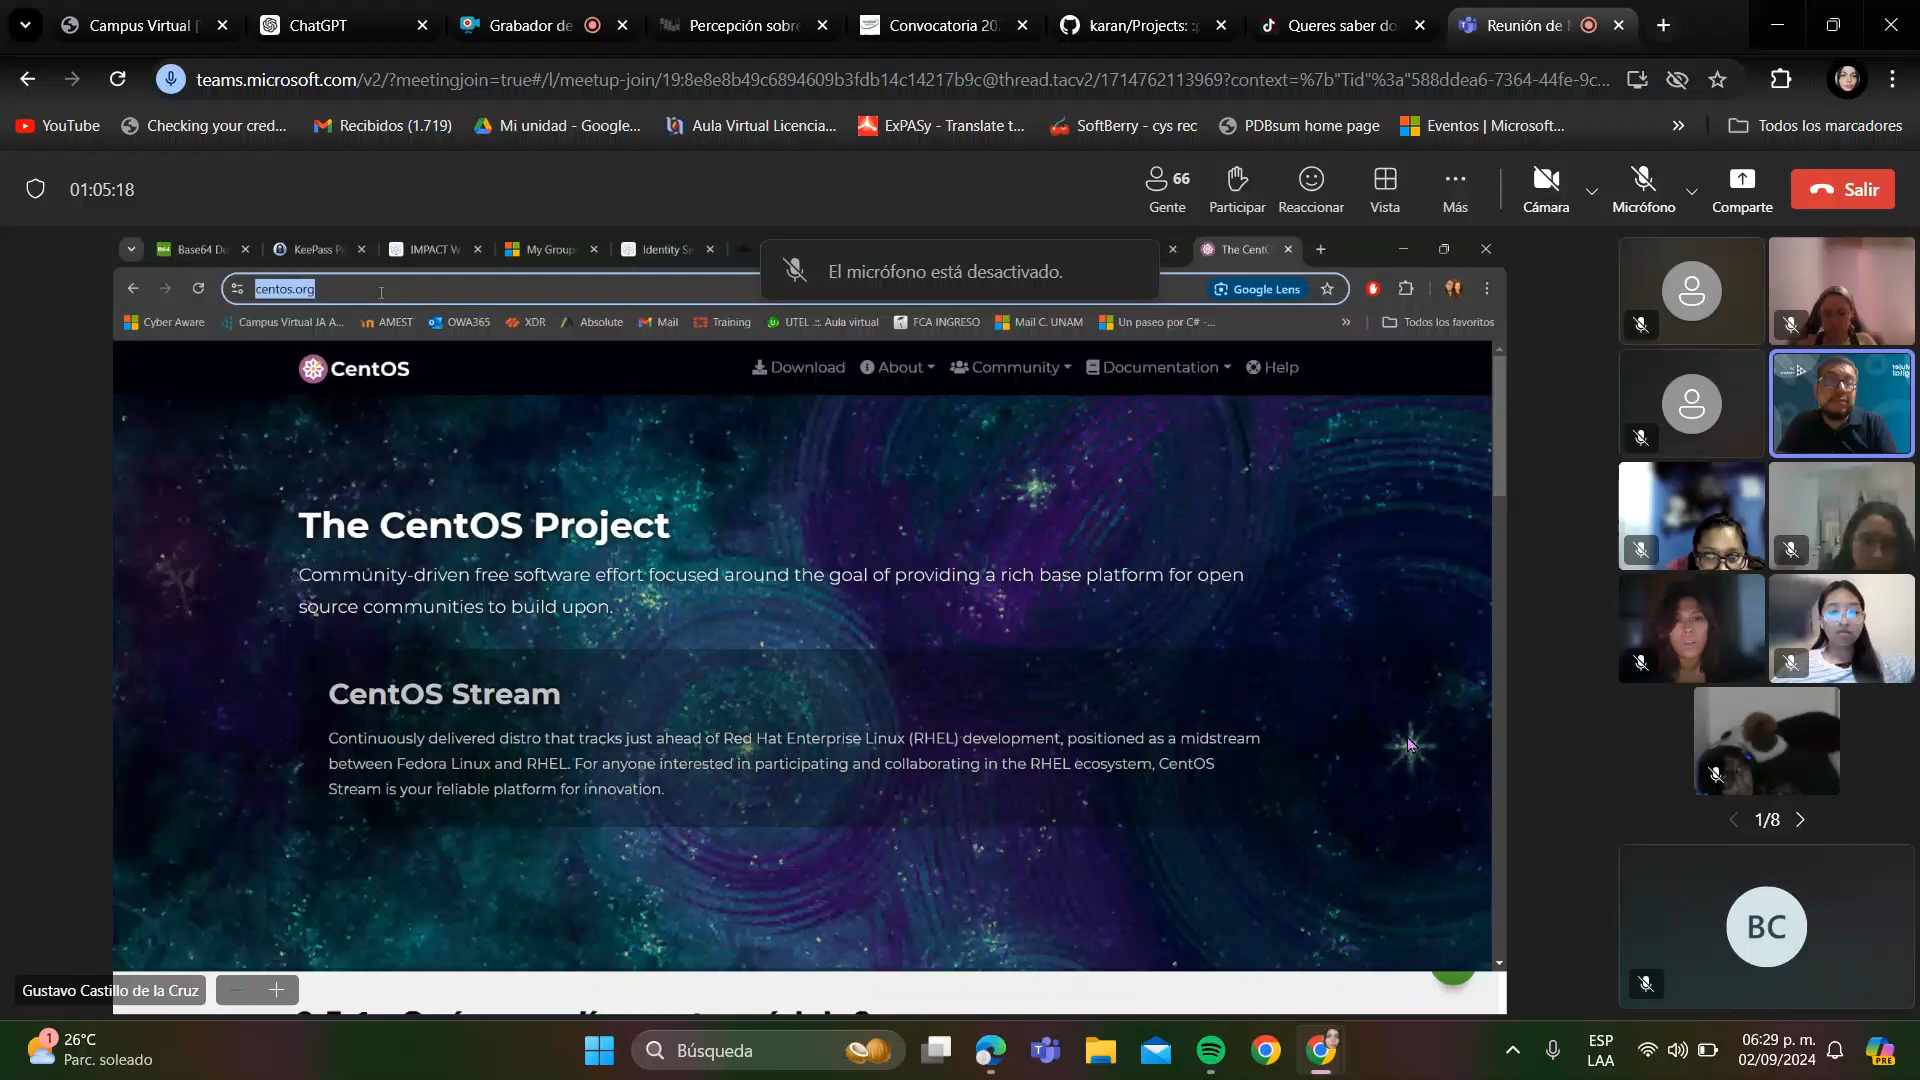 Campus Virtual [
ChatGPT
Grabador de
Percepción sobre
Convocatoria 20
karan/Projects: :p
Queres saber do
Reunión de
teams.microsoft.com/v2/?meetingjoin=true#/l/meetup-join/19:8e8e8b49c6894609b3fdb14c14217b9c@thread.tacv2/1714762113969?context=%7b"Tid"%3a"588ddea6-7364-44fe-9c...
YouTube
Checking your cred...
Recibidos (1.719)
Mi unidad - Google...
Aula Virtual Licencia...
ExPASy - Translate t...
SoftBerry - cys rec
PDBsum home page
Eventos | Microsoft...
Todos los marcadores
01:05:18
66
Gente
Participar
Reaccionar
Vista
Más
Cámara
Micrófono
Comparte
Salir
Base64 De
KeePass Pa
IMPACT W
My Group
Identity Se
The CentO
El micrófono está desactivado.
centos.org
Google Lens
Cyber Aware
Campus Virtual JA A...
AMEST
OWA365
XDR
Absolute
Mail
Training
UTEL .:. Aula virtual
FCA INGRESO
Mail C. UNAM
Un paseo por C# -...
Todos los favoritos
CentOS
Download
About
Community
Documentation
Help
The CentOS Project
Community-driven free software effort focused around the goal of providing a rich base platform for open
source communities to build upon.
CentOS Stream
Continuously delivered distro that tracks just ahead of Red Hat Enterprise Linux (RHEL) development, positioned as a midstream
between Fedora Linux and RHEL. For anyone interested in participating and collaborating in the RHEL ecosystem, CentOS
Stream is your reliable platform for innovation.
1/8
BC
Gustavo Castillo de la Cruz
1
26°C
Parc. soleado
Búsqueda
ESP
LAA
06:29 p. m.
02/09/2024
PRE